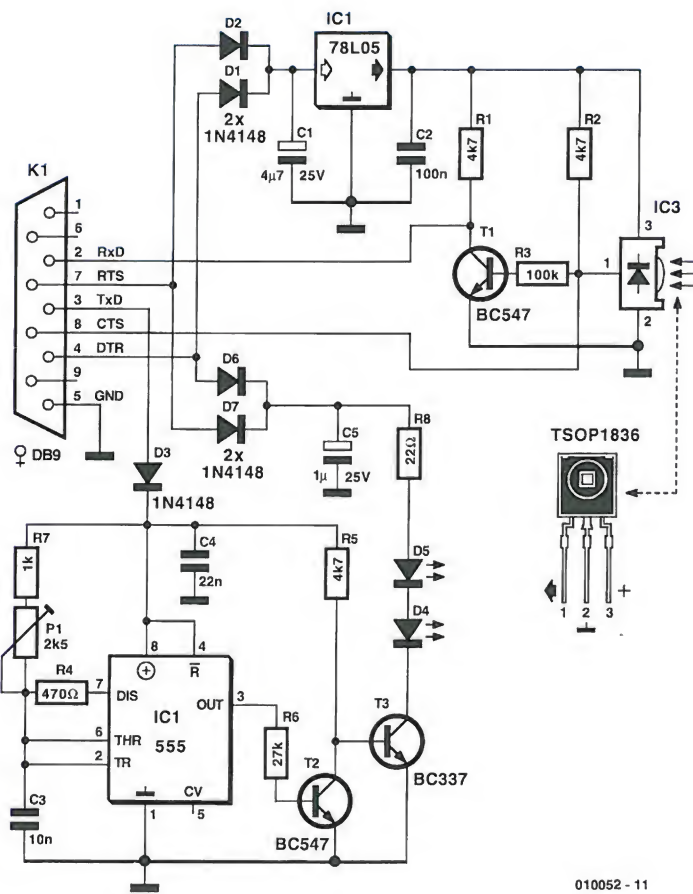 D2
IC1
78L05
D1
2x
1N4148
C1
4μ7
25V
C2
100n
R1
4k7
R2
4k7
IC3
3
1
2
T1
BC547
R3
100k
K1
1
6
2 RxD
7 RTS
3 TxD
8 CTS
4 DTR
9
5 GND
♀ DB9
D6
D7
2x
1N4148
C5
1μ
25V
R8
22Ω
TSOP1836
1 2 3
+
D3
1N4148
R7
1k
P1
2k5
C4
22n
R5
4k7
D5
D4
R4
470Ω
8
4
R
7
DIS
OUT
3
6
THR
IC1
555
2
TR
CV
1
5
R6
27k
T2
BC547
T3
BC337
C3
10n
010052 - 11